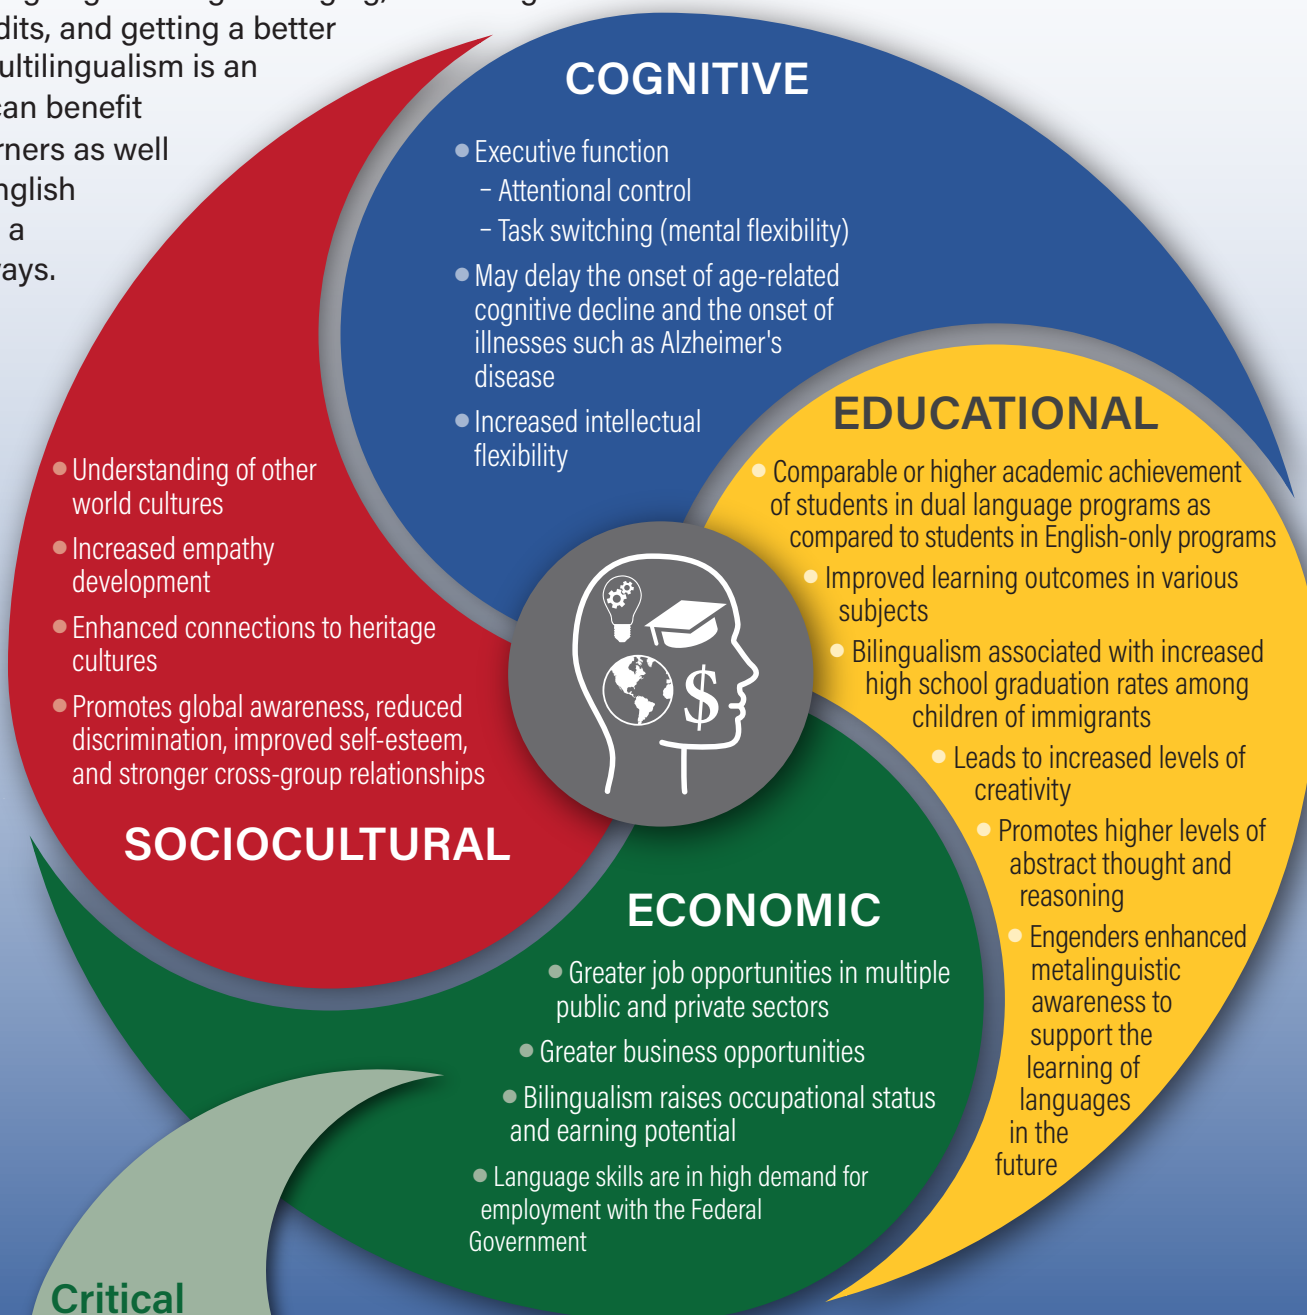 dits, and getting a better
multilingualism is an
can benefit
rners as well
nglish
a
ays.
COGNITIVE
• Executive function
– Attentional control
– Task switching (mental flexibility)
• May delay the onset of age-related
cognitive decline and the onset of
illnesses such as Alzheimer's
disease
• Increased intellectual
flexibility
EDUCATIONAL
• Comparable or higher academic achievement
of students in dual language programs as
compared to students in English-only programs
• Improved learning outcomes in various
subjects
• Bilingualism associated with increased
high school graduation rates among
children of immigrants
• Leads to increased levels of
creativity
• Promotes higher levels of
abstract thought and
reasoning
• Engenders enhanced
metalinguistic
awareness to
support the
learning of
languages
in the
future
• Understanding of other
world cultures
• Increased empathy
development
• Enhanced connections to heritage
cultures
• Promotes global awareness, reduced
discrimination, improved self-esteem,
and stronger cross-group relationships
SOCIOCULTURAL
$
ECONOMIC
• Greater job opportunities in multiple
public and private sectors
• Greater business opportunities
• Bilingualism raises occupational status
and earning potential
• Language skills are in high demand for
employment with the Federal
Government
Critical